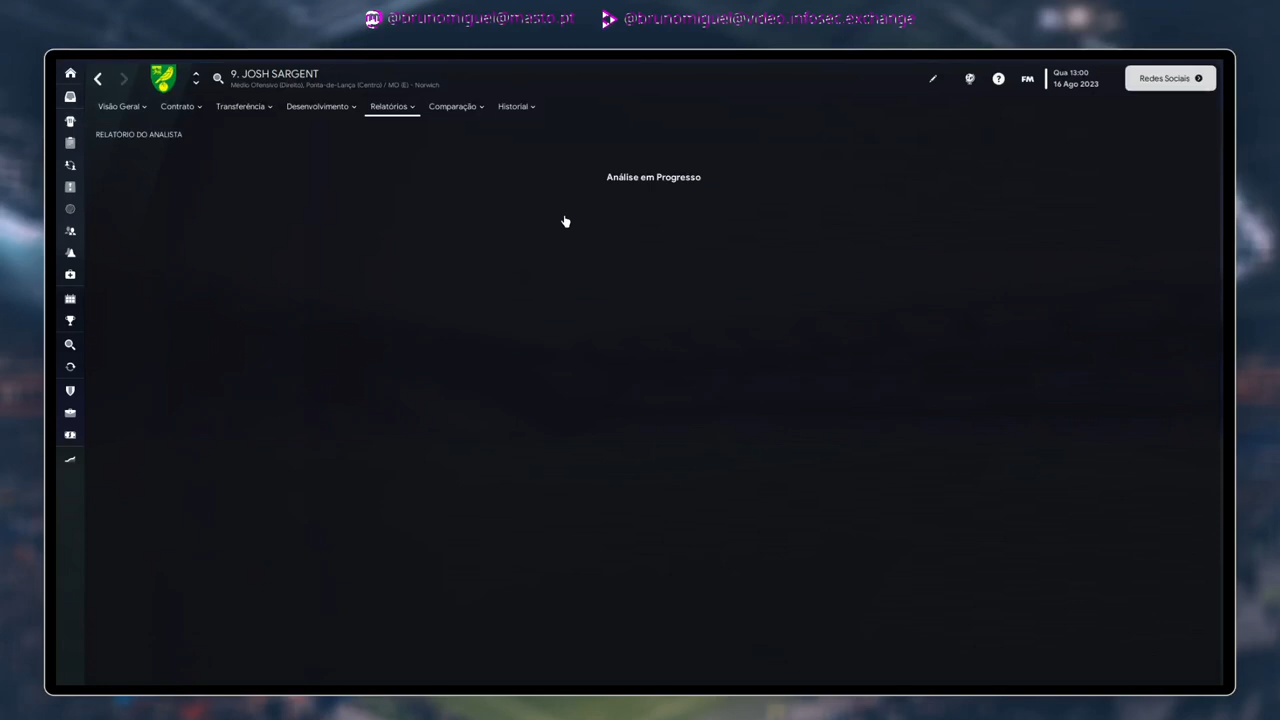 @brunomiguel@masto.pt
@brunomiguel@video.infosec.exchange
9. JOSH SARGENT
Médio Ofensivo (Direito), Ponta-de-Lança (Centro) / MO (E) - Norwich
FM
Qua 13:00
16 Ago 2023
Redes Sociais
Visão Geral
Contrato
Transferência
Desenvolvimento
Relatórios
Comparação
Historial
RELATÓRIO DO ANALISTA
Análise em Progresso